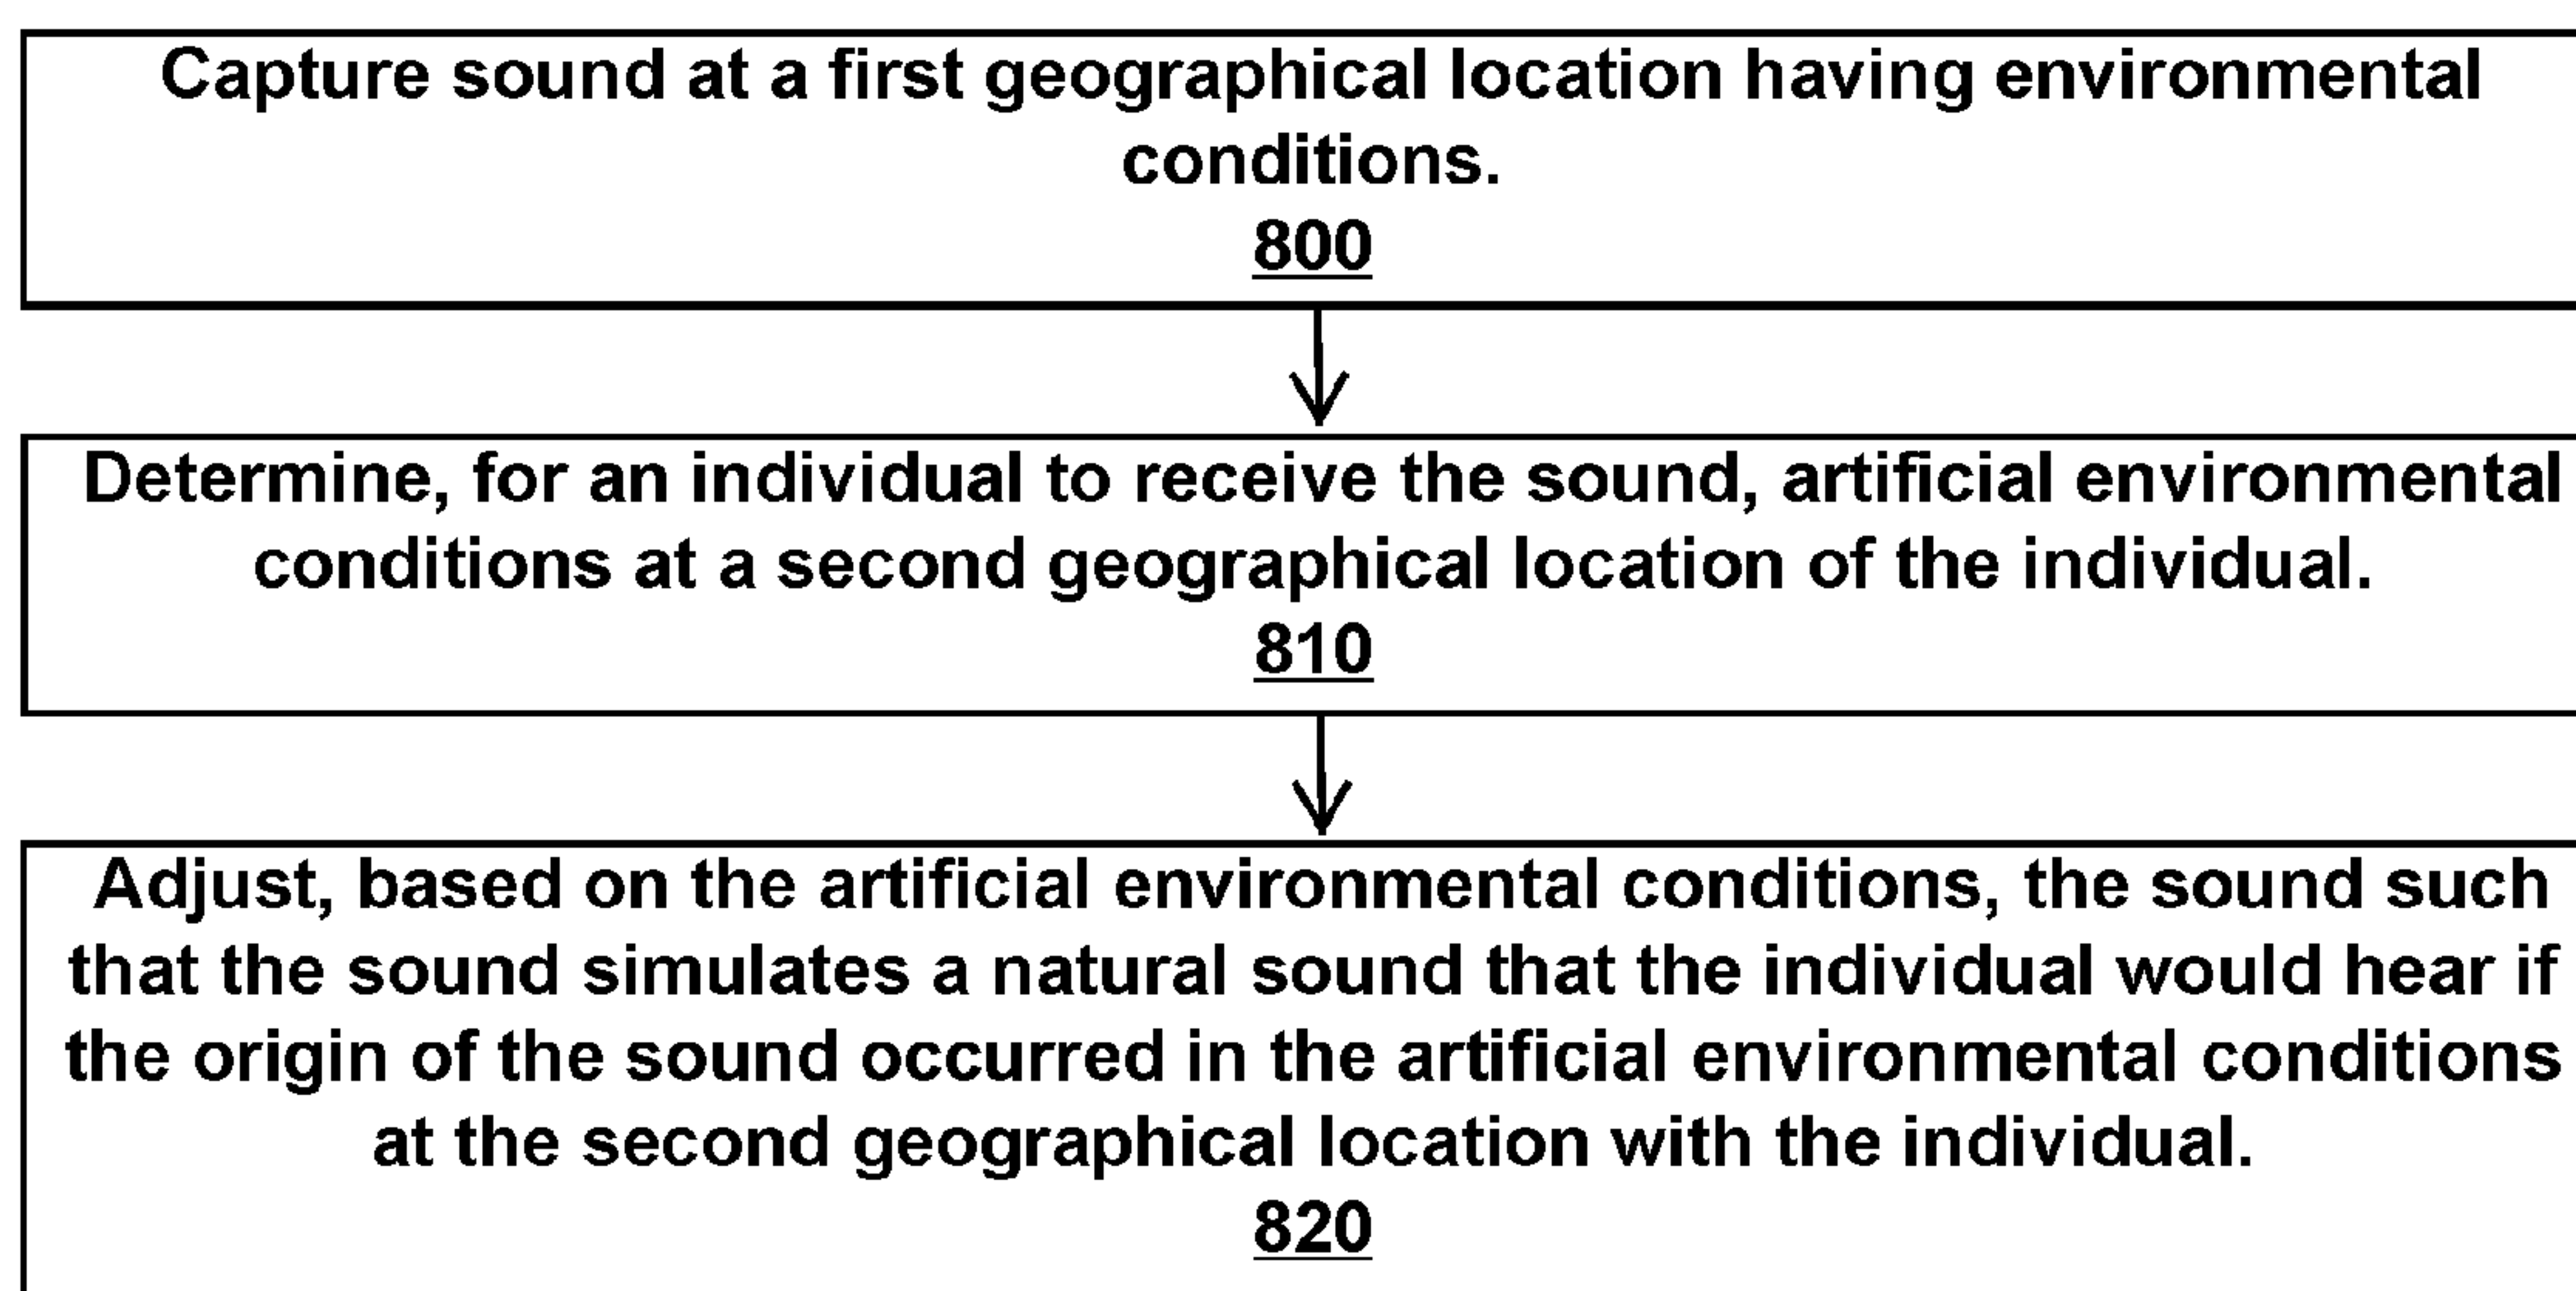 Capture sound at a first geographical location having environmental
conditions.
800
Determine, for an individual to receive the sound, artificial environmental
conditions at a second geographical location of the individual.
810
Adjust, based on the artificial environmental conditions, the sound such
that the sound simulates a natural sound that the individual would hear if
the origin of the sound occurred in the artificial environmental conditions
at the second geographical location with the individual.
820